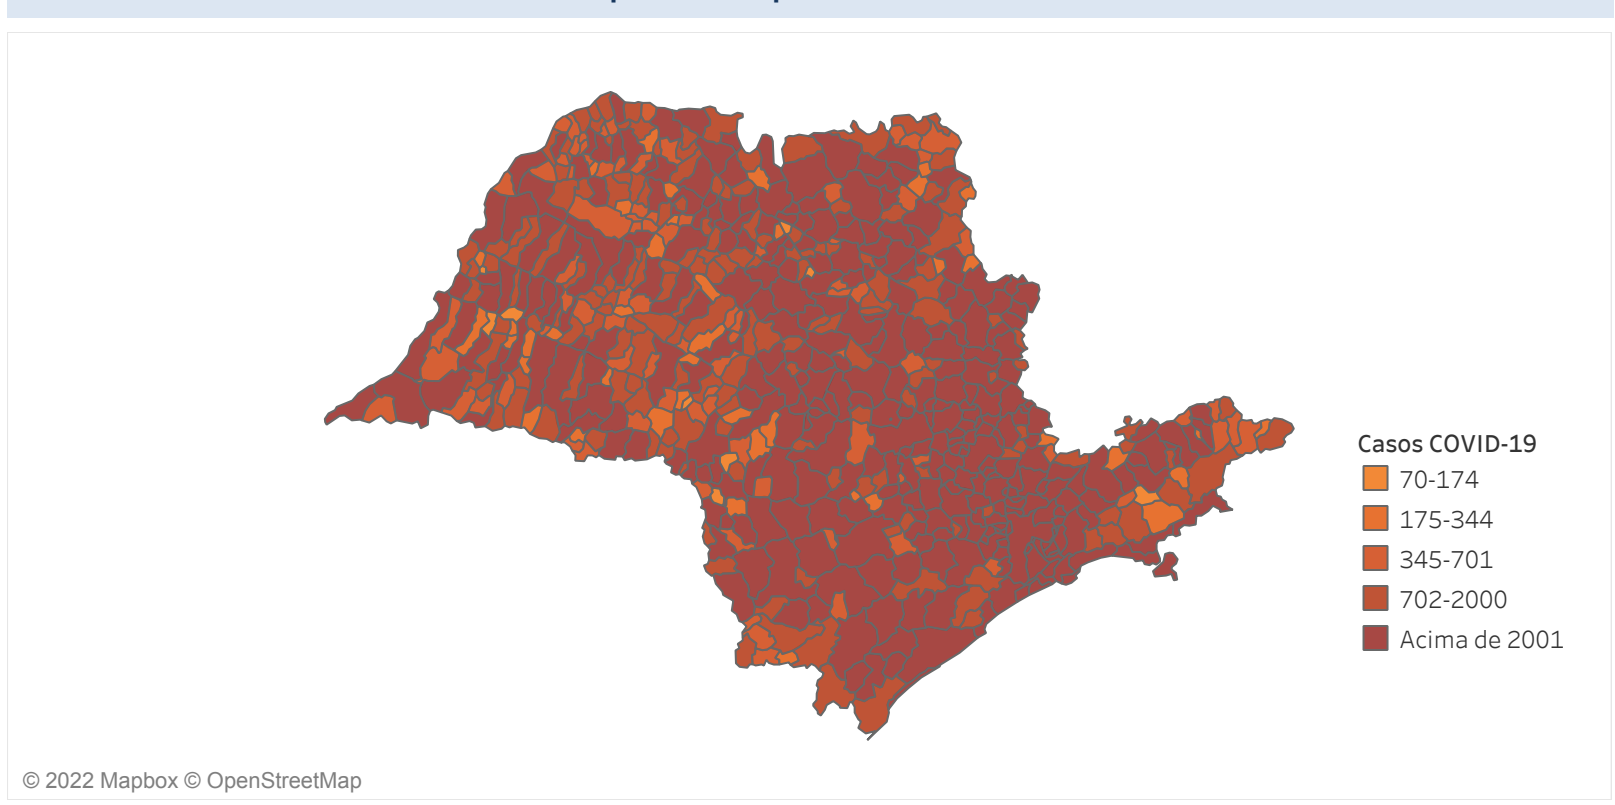 Casos COVID-19
70-174
175-344
345-701
702-2000
Acima de 2001
© 2022 Mapbox © OpenStreetMap